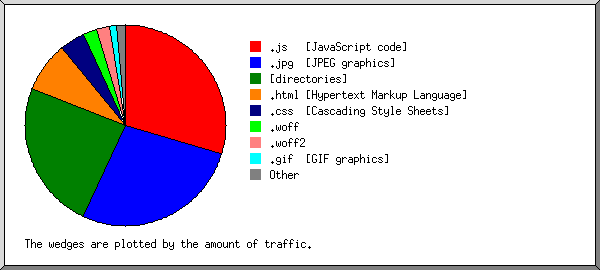 .js [JavaScript code]
.jpg [JPEG graphics]
[directories]
.html [Hypertext Markup Language]
.css [Cascading Style Sheets]
.woff
.woff2
.gif [GIF graphics]
Other
The wedges are plotted by the amount of traffic.